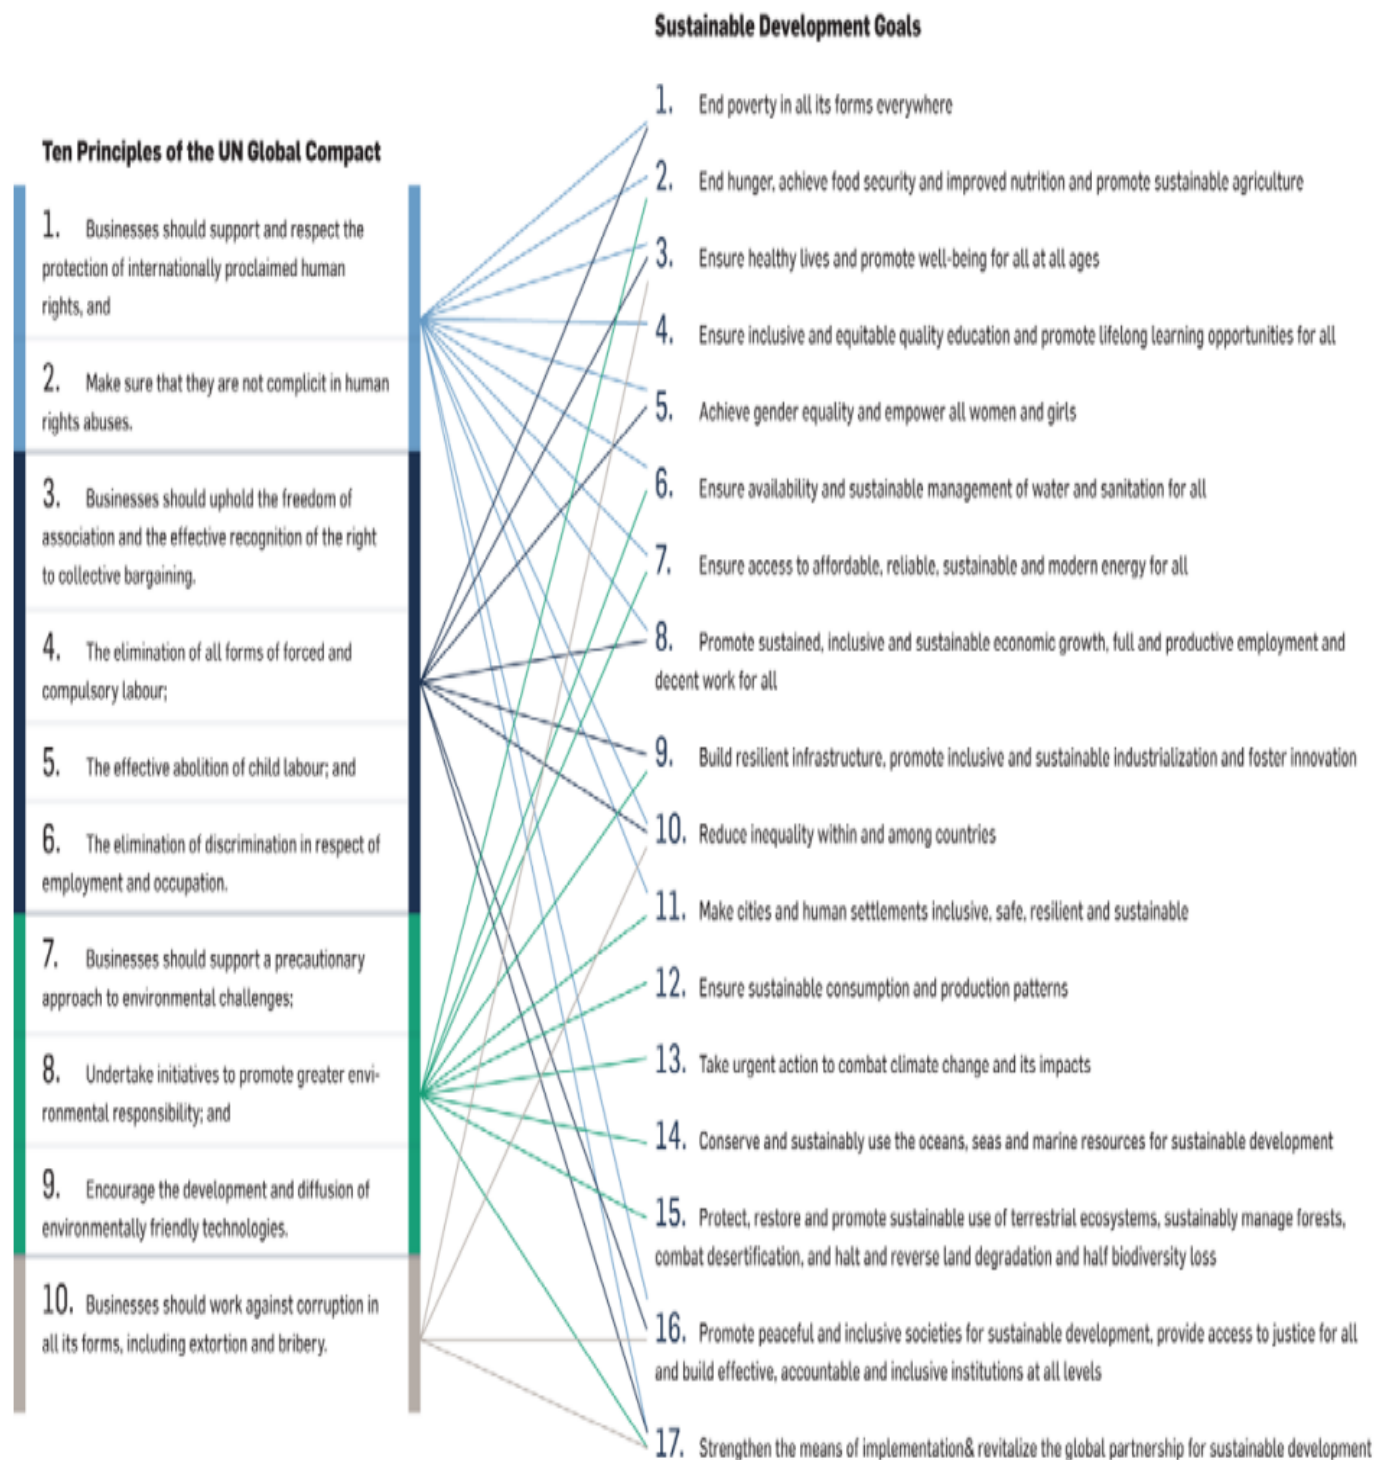 Sustainable Development Goals
1. End poverty in all its forms everywhere
2. End hunger, achieve food security and improved nutrition and promote sustainable agriculture
3. Ensure healthy lives and promote well-being for all at all ages
4. Ensure inclusive and equitable quality education and promote lifelong learning opportunities for all
5. Achieve gender equality and empower all women and girls
6. Ensure availability and sustainable management of water and sanitation for all
7. Ensure access to affordable, reliable, sustainable and modern energy for all
8. Promote sustained, inclusive and sustainable economic growth, full and productive employment and
decent work for all
9. Build resilient infrastructure, promote inclusive and sustainable industrialization and foster innovation
10. Reduce inequality within and among countries
11. Make cities and human settlements inclusive, safe, resilient and sustainable
12. Ensure sustainable consumption and production patterns
13. Take urgent action to combat climate change and its impacts
14. Conserve and sustainably use the oceans, seas and marine resources for sustainable development
15. Protect, restore and promote sustainable use of terrestrial ecosystems, sustainably manage forests,
combat desertification, and halt and reverse land degradation and half biodiversity loss
16. Promote peaceful and inclusive societies for sustainable development, provide access to justice for all
and build effective, accountable and inclusive institutions at all levels
17. Strengthen the means of implementation& revitalize the global partnership for sustainable development
Ten Principles of the UN Global Compact
1. Businesses should support and respect the
protection of internationally proclaimed human
rights, and
2. Make sure that they are not complicit in human
rights abuses.
3. Businesses should uphold the freedom of
association and the effective recognition of the right
to collective bargaining.
4. The elimination of all forms of forced and
compulsory labour;
5. The effective abolition of child labour; and
6. The elimination of discrimination in respect of
employment and occupation.
7. Businesses should support a precautionary
approach to environmental challenges;
8. Undertake initiatives to promote greater envi-
ronmental responsibility; and
9. Encourage the development and diffusion of
environmentally friendly technologies.
10. Businesses should work against corruption in
all its forms, including extortion and bribery.